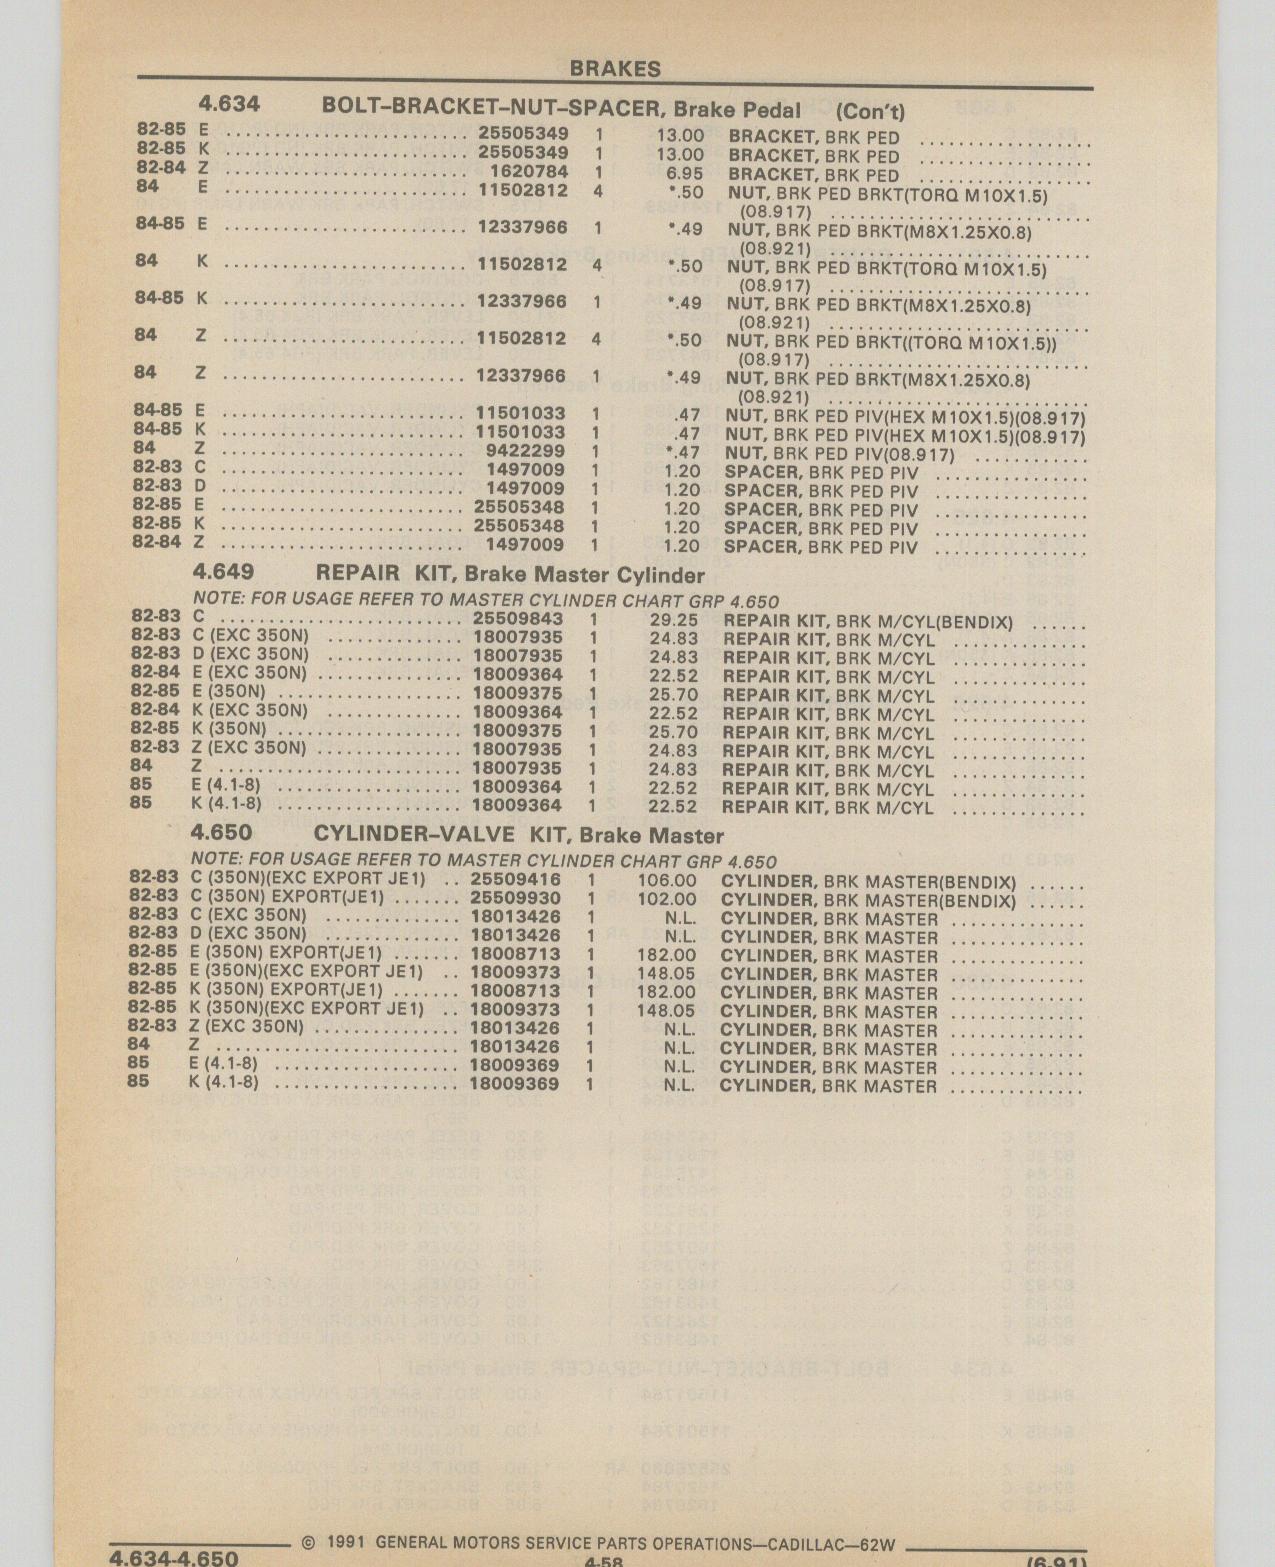 BRAKES
4.634 BOLT–BRACKET–NUT–SPACER, Brake Pedal (Con't)
82-85 E ........................ 25505349 1 13.00 BRACKET, BRK PED ..................
82-85 K ........................ 25505349 1 13.00 BRACKET, BRK PED ..................
82-84 Z ........................ 1620784 1 6.95 BRACKET, BRK PED ..................
84 E ........................ 11502812 4 *.50 NUT, BRK PED BRKT(TORQ M10X1.5)
(08.917) ...........................
84-85 E ........................ 12337966 1 *.49 NUT, BRK PED BRKT(M8X1.25X0.8)
(08.921) ...........................
84 K ........................ 11502812 4 *.50 NUT, BRK PED BRKT(TORQ M10X1.5)
(08.917) ...........................
84-85 K ........................ 12337966 1 *.49 NUT, BRK PED BRKT(M8X1.25X0.8)
(08.921) ...........................
84 Z ........................ 11502812 4 *.50 NUT, BRK PED BRKT((TORQ M10X1.5))
(08.917) ...........................
84 Z ........................ 12337966 1 *.49 NUT, BRK PED BRKT(M8X1.25X0.8)
(08.921) ...........................
84-85 E ........................ 11501033 1 .47 NUT, BRK PED PIV(HEX M10X1.5)(08.917)
84-85 K ........................ 11501033 1 .47 NUT, BRK PED PIV(HEX M10X1.5)(08.917)
84 Z ........................ 9422299 1 *.47 NUT, BRK PED PIV(08.917) ............
82-83 C ........................ 1497009 1 1.20 SPACER, BRK PED PIV ................
82-83 D ........................ 1497009 1 1.20 SPACER, BRK PED PIV ................
82-85 E ........................ 25505348 1 1.20 SPACER, BRK PED PIV ................
82-85 K ........................ 25505348 1 1.20 SPACER, BRK PED PIV ................
82-84 Z ........................ 1497009 1 1.20 SPACER, BRK PED PIV ................
4.649 REPAIR KIT, Brake Master Cylinder
NOTE: FOR USAGE REFER TO MASTER CYLINDER CHART GRP 4.650
82-83 C ........................ 25509843 1 29.25 REPAIR KIT, BRK M/CYL(BENDIX) ......
82-83 C (EXC 350N) ............. 18007935 1 24.83 REPAIR KIT, BRK M/CYL ..............
82-83 D (EXC 350N) ............. 18007935 1 24.83 REPAIR KIT, BRK M/CYL ..............
82-84 E (EXC 350N) .............. 18009364 1 22.52 REPAIR KIT, BRK M/CYL ..............
82-85 E (350N) .................. 18009375 1 25.70 REPAIR KIT, BRK M/CYL ..............
82-84 K (EXC 350N) ............. 18009364 1 22.52 REPAIR KIT, BRK M/CYL ..............
82-85 K (350N) .................. 18009375 1 25.70 REPAIR KIT, BRK M/CYL ..............
82-83 Z (EXC 350N) .............. 18007935 1 24.83 REPAIR KIT, BRK M/CYL ..............
84 Z ........................ 18007935 1 24.83 REPAIR KIT, BRK M/CYL ..............
85 E (4.1-8) .................. 18009364 1 22.52 REPAIR KIT, BRK M/CYL ..............
85 K (4.1-8) .................. 18009364 1 22.52 REPAIR KIT, BRK M/CYL ..............
4.650 CYLINDER–VALVE KIT, Brake Master
NOTE: FOR USAGE REFER TO MASTER CYLINDER CHART GRP 4.650
82-83 C (350N)(EXC EXPORT JE1) .. 25509416 1 106.00 CYLINDER, BRK MASTER(BENDIX) ......
82-83 C (350N) EXPORT(JE1) ....... 25509930 1 102.00 CYLINDER, BRK MASTER(BENDIX) ......
82-83 C (EXC 350N) ............. 18013426 1 N.L. CYLINDER, BRK MASTER ..............
82-83 D (EXC 350N) ............. 18013426 1 N.L. CYLINDER, BRK MASTER ..............
82-85 E (350N) EXPORT(JE1) ....... 18008713 1 182.00 CYLINDER, BRK MASTER ..............
82-85 E (350N)(EXC EXPORT JE1) .. 18009373 1 148.05 CYLINDER, BRK MASTER ..............
82-85 K (350N) EXPORT(JE1) ....... 18008713 1 182.00 CYLINDER, BRK MASTER ..............
82-85 K (350N)(EXC EXPORT JE1) .. 18009373 1 148.05 CYLINDER, BRK MASTER ..............
82-83 Z (EXC 350N) .............. 18013426 1 N.L. CYLINDER, BRK MASTER ..............
84 Z ........................ 18013426 1 N.L. CYLINDER, BRK MASTER ..............
85 E (4.1-8) .................. 18009369 1 N.L. CYLINDER, BRK MASTER ..............
85 K (4.1-8) .................. 18009369 1 N.L. CYLINDER, BRK MASTER ..............
© 1991 GENERAL MOTORS SERVICE PARTS OPERATIONS—CADILLAC—62W
4.634-4.650 4-58 (6-91)